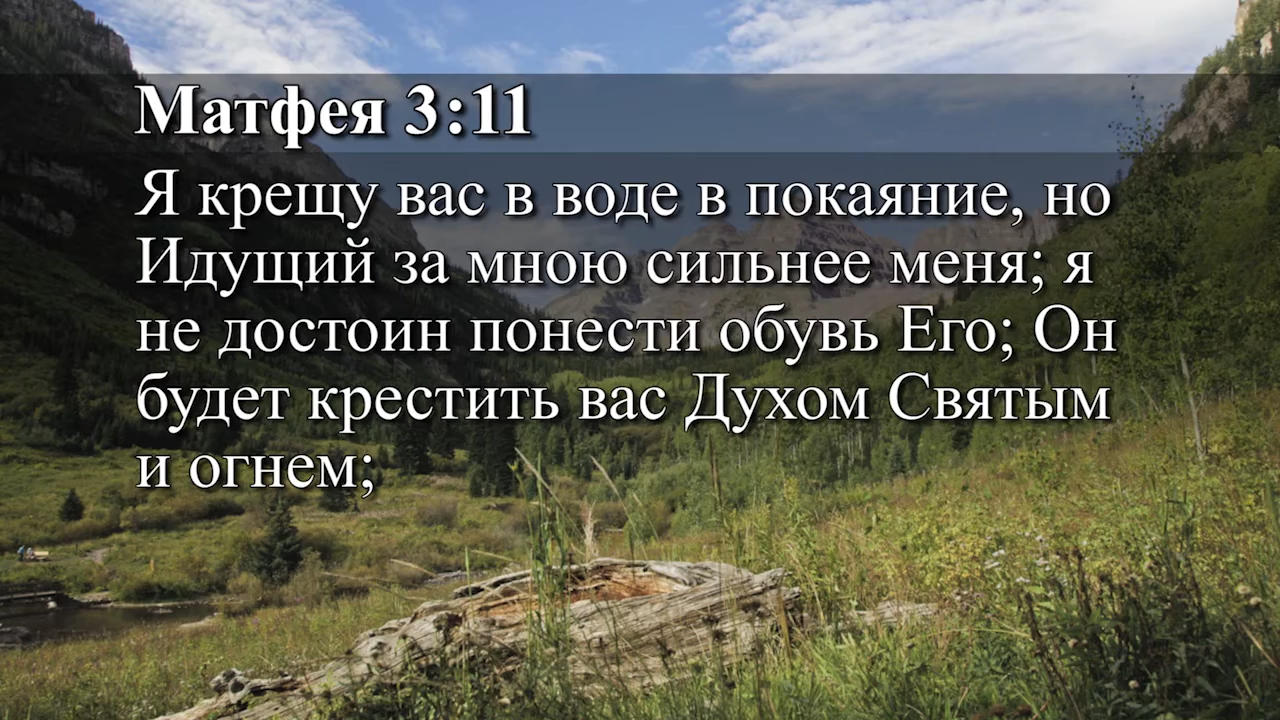 Матфея 3:11
Я крещу вас в воде в покаяние, но
Идущий за мною сильнее меня; я
не достоин понести обувь Его; Он
будет крестить вас Духом Святым
и огнем;